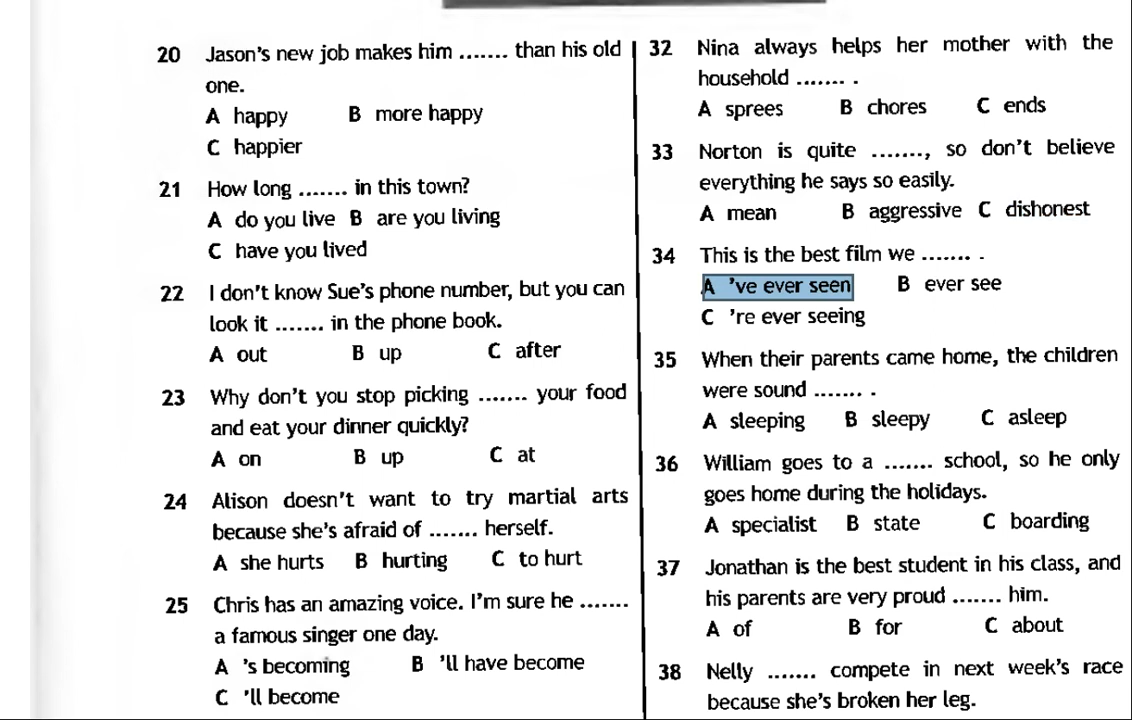 20 Jason's new job makes him ....... than his old
one.
A happy B more happy
C happier
21 How long ....... in this town?
A do you live B are you living
C have you lived
22 I don't know Sue's phone number, but you can
look it ....... in the phone book.
A out B up C after
23 Why don't you stop picking ....... your food
and eat your dinner quickly?
A on B up C at
24 Alison doesn't want to try martial arts
because she's afraid of ....... herself.
A she hurts B hurting C to hurt
25 Chris has an amazing voice. I'm sure he .......
a famous singer one day.
A 's becoming B 'll have become
C 'll become
32 Nina always helps her mother with the
household ....... .
A sprees B chores C ends
33 Norton is quite ......., so don't believe
everything he says so easily.
A mean B aggressive C dishonest
34 This is the best film we ....... .
A 've ever seen B ever see
C 're ever seeing
35 When their parents came home, the children
were sound ....... .
A sleeping B sleepy C asleep
36 William goes to a ....... school, so he only
goes home during the holidays.
A specialist B state C boarding
37 Jonathan is the best student in his class, and
his parents are very proud ....... him.
A of B for C about
38 Nelly ....... compete in next week's race
because she's broken her leg.